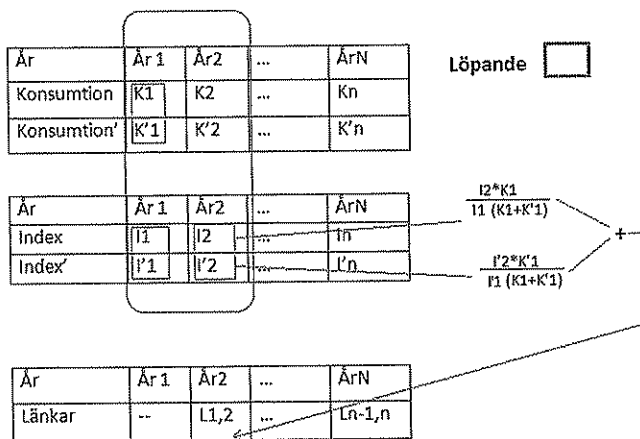 År År 1 År2 ... ÅrN
Konsumtion K1 K2 ... Kn
Konsumtion' K'1 K'2 ... K'n
Löpande
År År 1 År2 ... ÅrN
Index I1 I2 ... In
Index' I'1 I'2 ... I'n
I2*K1
I1 (K1+K'1)
+
I'2*K'1
I'1 (K1+K'1)
År År 1 År2 ... ÅrN
Länkar -- L1,2 ... Ln-1,n